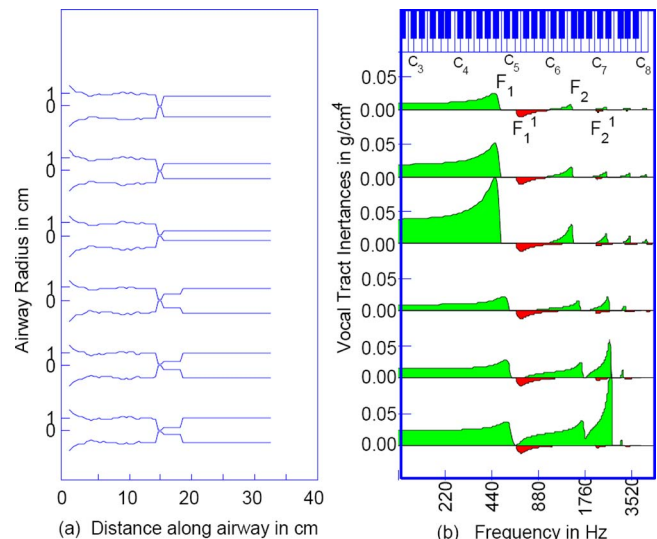 C3 C4 C5 C6 C7 C8
0.05
F1
F2
0.00
F1 1
F2 1
0.05
0.00
0.05
0.00
0.05
0.00
0.05
0.00
0.05
0.00
Vocal Tract Inertances in g/cm4
220 4400 880 1760 3520
(b) Frequency in Hz
1
0
1
0
1
0
1
0
1
0
1
0
Airway Radius in cm
0 10 20 30 40
(a) Distance along airway in cm